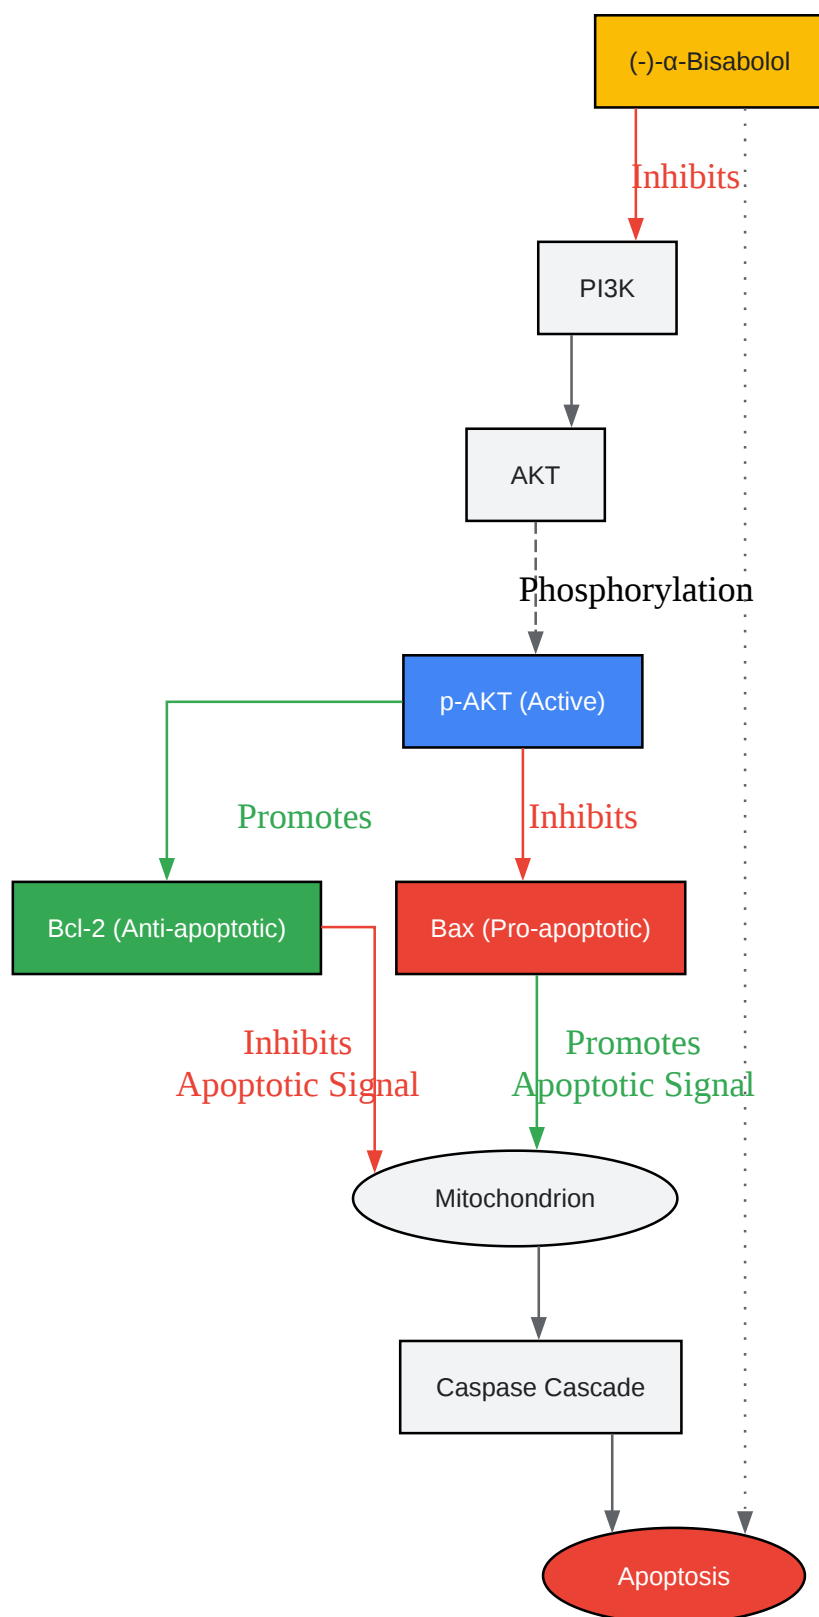 (-)-α-Bisabolol
Inhibits
PI3K
AKT
Phosphorylation
p-AKT (Active)
Promotes
Inhibits
Bcl-2 (Anti-apoptotic)
Bax (Pro-apoptotic)
Inhibits
Apoptotic Signal
Promotes
Apoptotic Signal
Mitochondrion
Caspase Cascade
Apoptosis